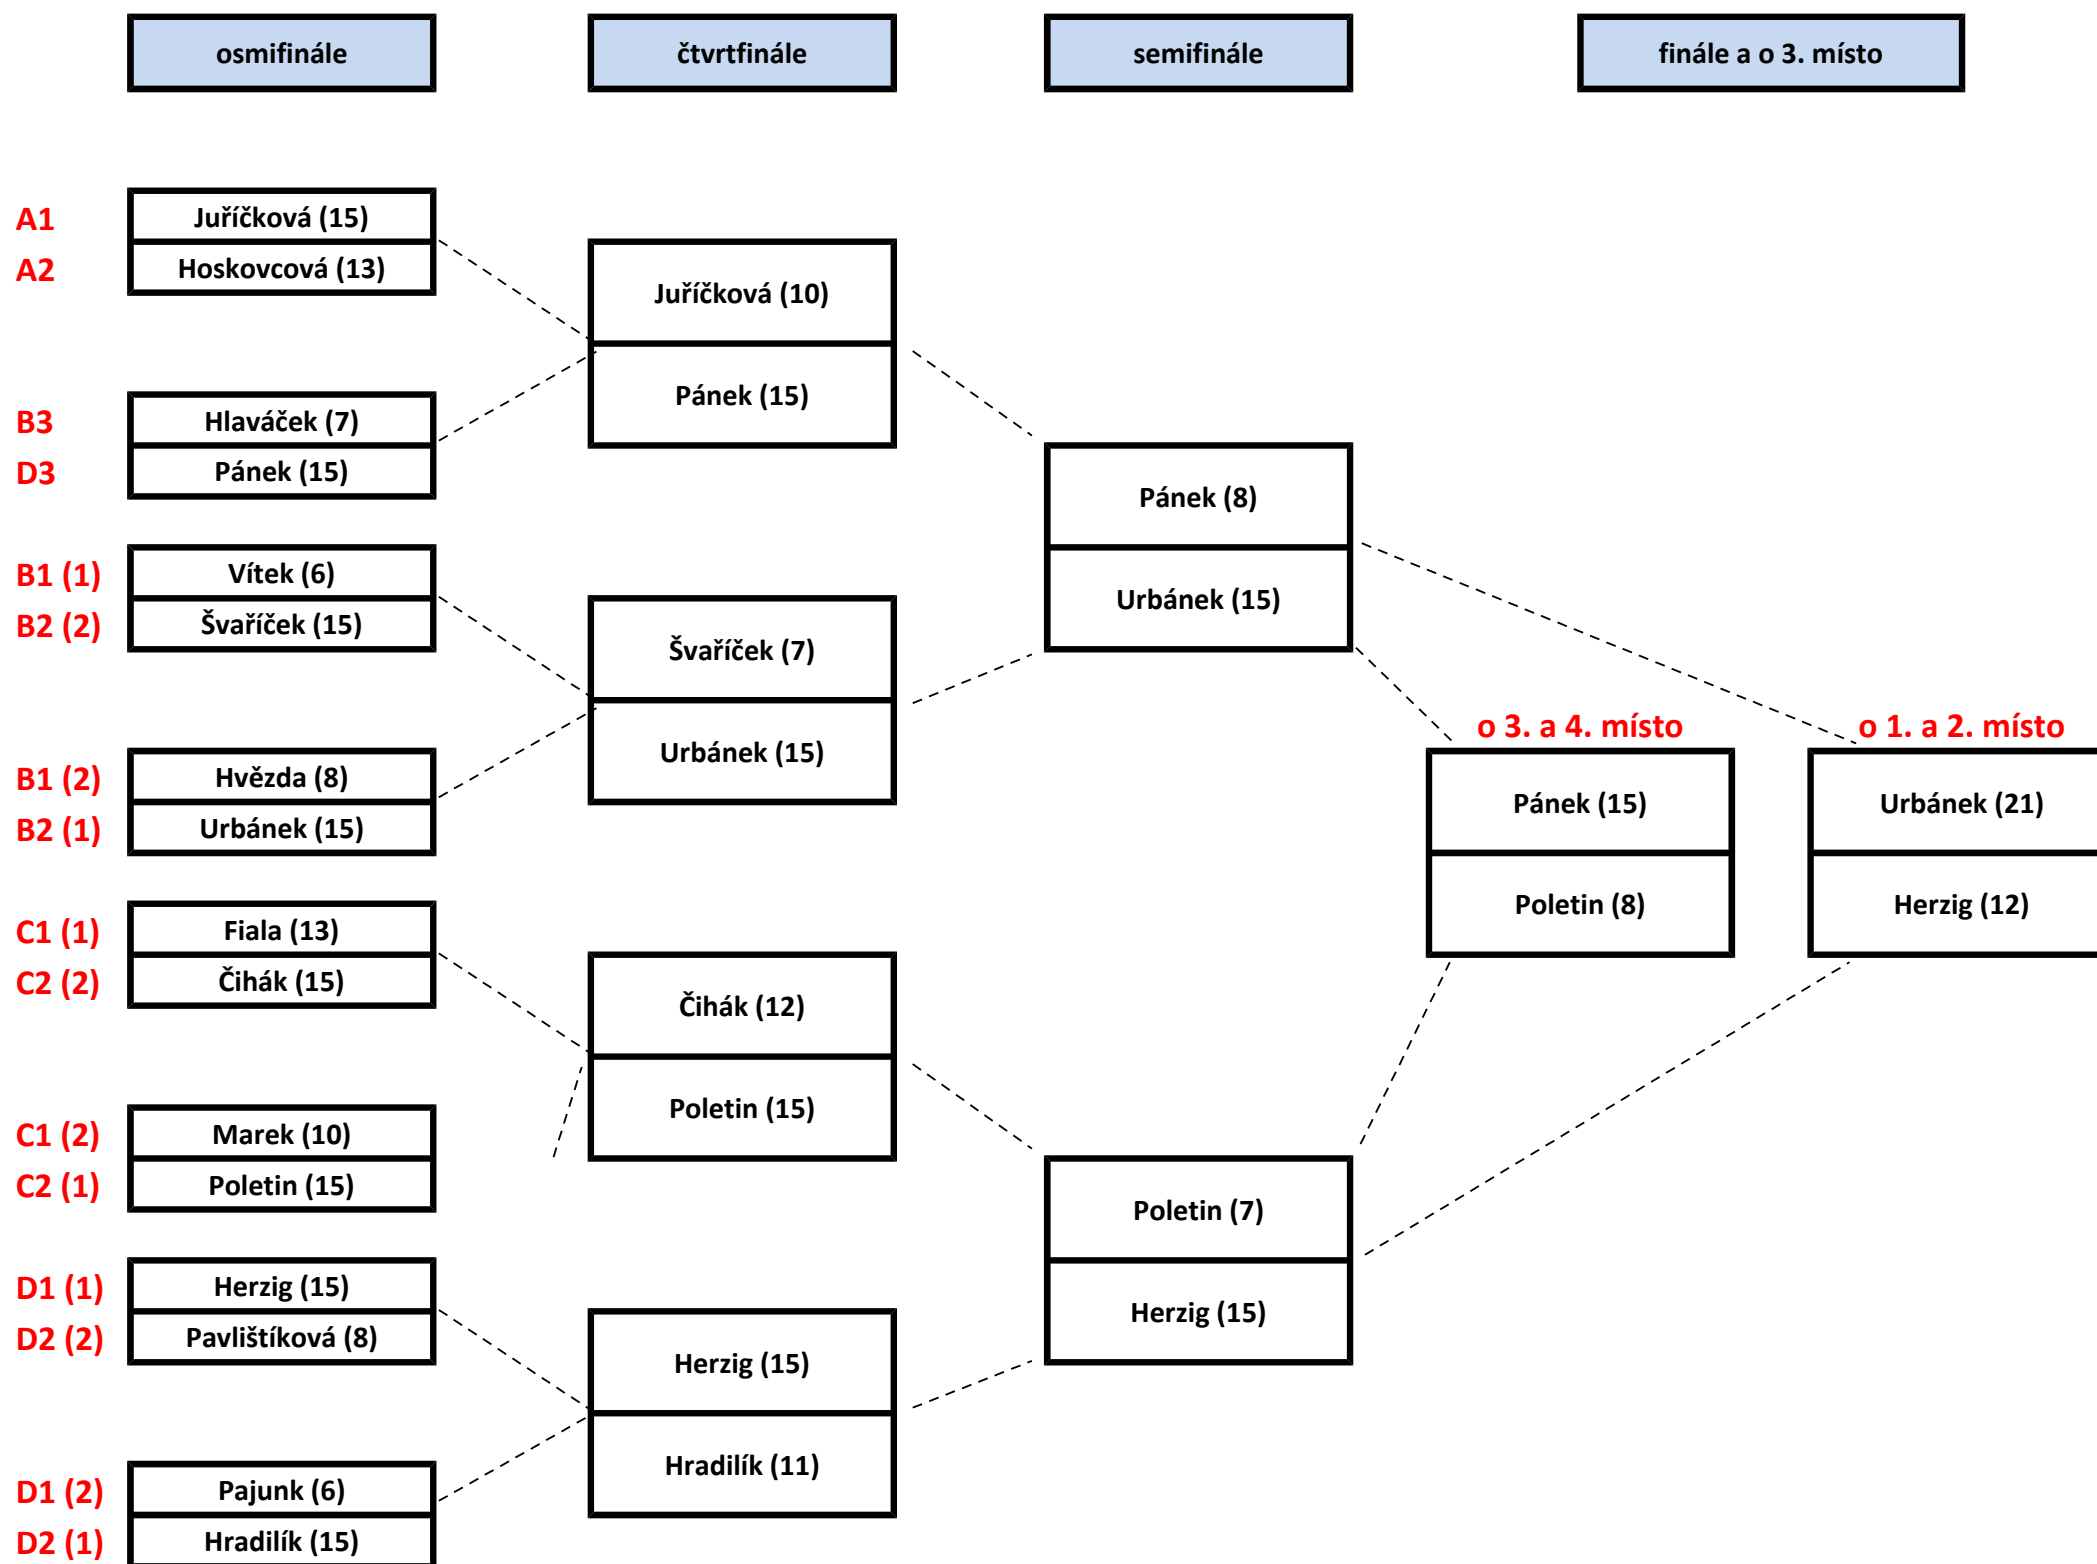 osmifinále
čtvrtfinále
semifinále
finále a o 3. místo
A1
Juříčková (15)
A2
Hoskovcová (13)
Juříčková (10)
Pánek (15)
B3
Hlaváček (7)
D3
Pánek (15)
Pánek (8)
Urbánek (15)
B1 (1)
Vítek (6)
B2 (2)
Švaříček (15)
Švaříček (7)
Urbánek (15)
o 3. a 4. místo
o 1. a 2. místo
B1 (2)
Hvězda (8)
B2 (1)
Urbánek (15)
Pánek (15)
Urbánek (21)
Poletin (8)
Herzig (12)
C1 (1)
Fiala (13)
C2 (2)
Čihák (15)
Čihák (12)
Poletin (15)
C1 (2)
Marek (10)
C2 (1)
Poletin (15)
Poletin (7)
Herzig (15)
D1 (1)
Herzig (15)
D2 (2)
Pavlištíková (8)
Herzig (15)
Hradilík (11)
D1 (2)
Pajunk (6)
D2 (1)
Hradilík (15)